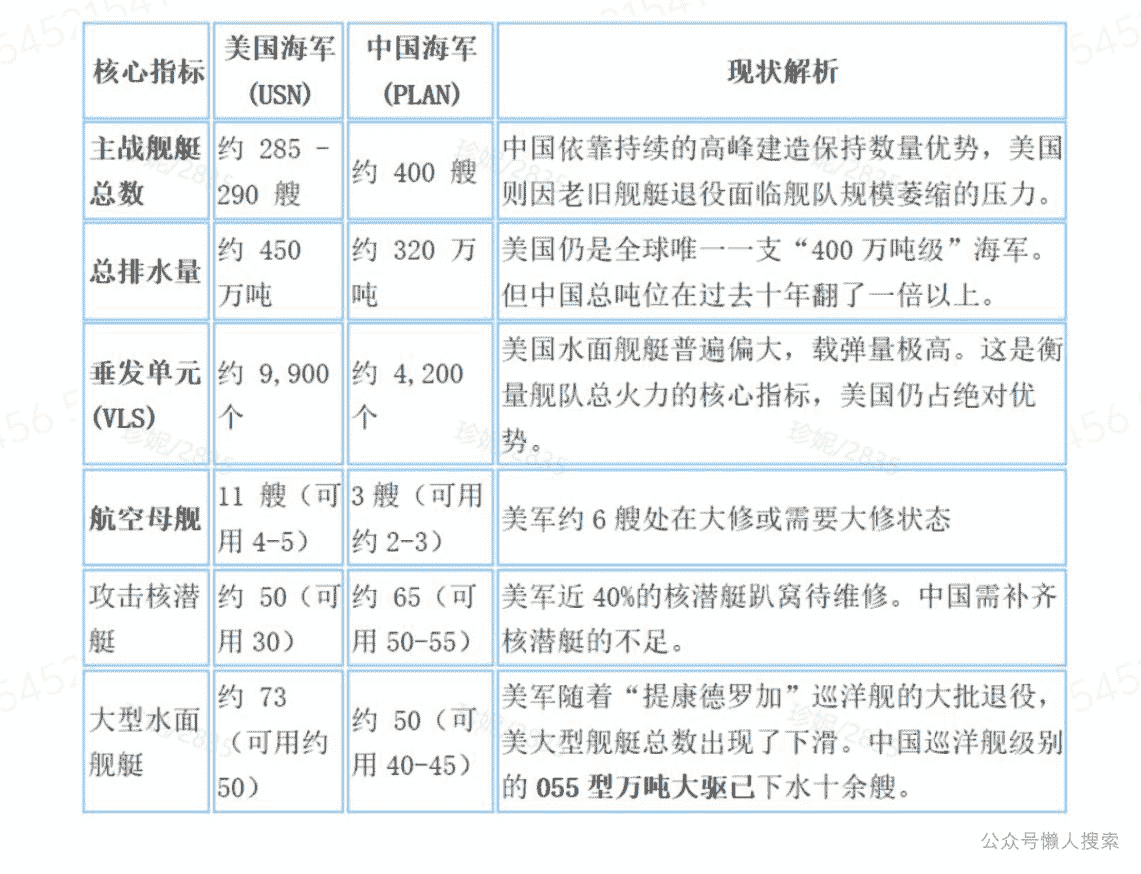 核心指标
美国海军
(USN)
中国海军
(PLAN)
现状解析
主战舰艇
总数
约 285 -
290 艘
约 400 艘
中国依靠持续的高峰建造保持数量优势，美国
则因老旧舰艇退役面临舰队规模萎缩的压力。
总排水量
约 450
万吨
约 320 万
吨
美国仍是全球唯一一支“400 万吨级”海军。
但中国总吨位在过去十年翻了一倍以上。
垂发单元
(VLS)
约 9,900
个
约 4,200
个
美国水面舰艇普遍偏大，载弹量极高。这是衡
量舰队总火力的核心指标，美国仍占绝对优
势。
航空母舰
11 艘（可
用 4-5）
3 艘（可用
约 2-3）
美军约 6 艘处在大修或需要大修状态
攻击核潜
艇
约 50（可
用 30）
约 65（可
用 50-55）
美军近 40%的核潜艇趴窝待维修。中国需补齐
核潜艇的不足。
大型水面
舰艇
约 73
（可用约
50）
约 50（可
用 40-45）
美军随着“提康德罗加”巡洋舰的大批退役，
美大型舰艇总数出现了下滑。中国巡洋舰级别
的 055 型万吨大驱已下水十余艘。
珍妮/2835
珍妮/2835
珍妮/2835
珍妮/2835
珍妮/2835
公众号懒人搜索